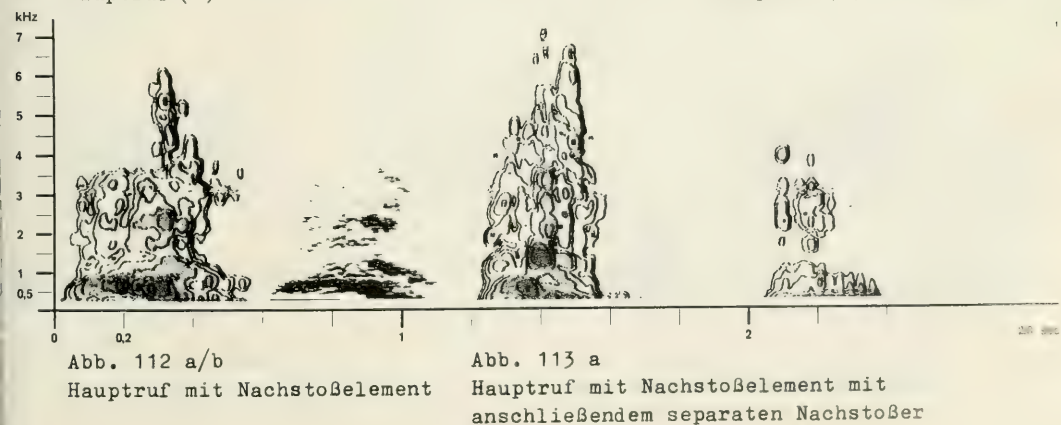 kHz
7
6
5
4
3
2
1
0,5
0
0,2
1
2
Abb. 112 a/b
Hauptruf mit Nachstoßelement
Abb. 113 a
Hauptruf mit Nachstoßelement mit
anschließendem separaten Nachstoßer